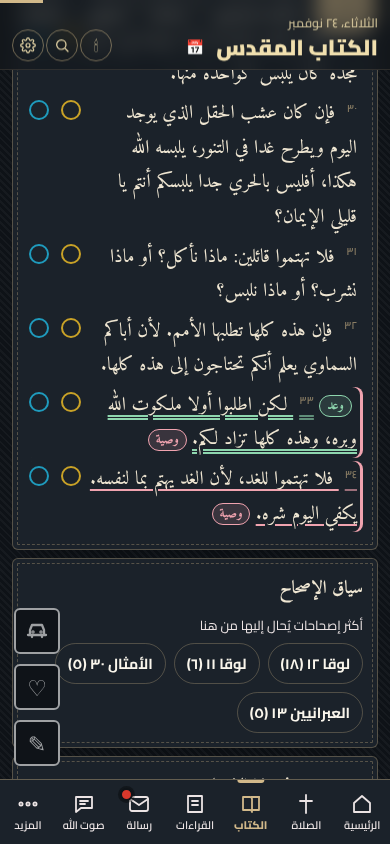 الثلاثاء، ٢٤ نوفمبر
الكتاب المقدس
مجده كان يلبس كواحدة منها.
٣٠ فإن كان عشب الحقل الذي يوجد
اليوم ويطرح غدا في التنور، يلبسه الله
هكذا، أفليس بالحري جدا يلبسكم أنتم يا
قليلي الإيمان؟
٣١ فلا تهتموا قائلين: ماذا نأكل؟ أو ماذا
نشرب؟ أو ماذا نلبس؟
٣٢ فإن هذه كلها تطلبها الأمم. لأن أباكم
السماوي يعلم أنكم تحتاجون إلى هذه كلها.
وعد ٣٣ لكن اطلبوا أولا ملكوت الله
وبره، وهذه كلها تزاد لكم. وصية
٣٤ فلا تهتموا للغد، لأن الغد يهتم بما لنفسه.
يكفي اليوم شره. وصية
سياق الإصحاح
أكثر إصحاحات يُحال إليها من هنا
لوقا ١٢ (١٨)
لوقا ١١ (٦)
الأمثال ٣٠ (٥)
العبرانيين ١٣ (٥)
الرئيسية
الصلاة
الكتاب
القراءات
رسالة
صوت الله
المزيد